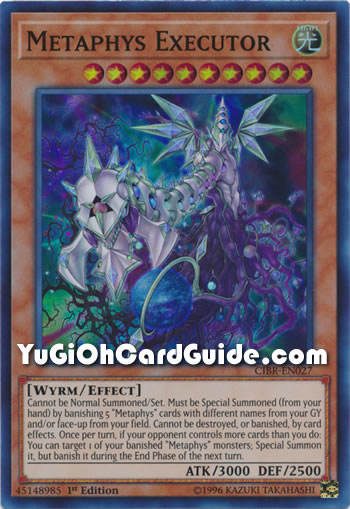 METAPHYS EXECUTOR
光
YuGiOhCardGuide.com
CIBR-EN027
[WYRM/EFFECT]
Cannot be Normal Summoned/Set. Must be Special Summoned (from
your hand) by banishing 5 "Metaphys" cards with different names from your GY
and/or face-up from your field. Cannot be destroyed, or banished, by card
effects. Once per turn, if your opponent controls more cards than you do:
You can target 1 of your banished "Metaphys" monsters; Special Summon
it, but banish it during the End Phase of the next turn.
ATK/3000 DEF/2500
45148985 1st Edition ©1996 KAZUKI TAKAHASHI